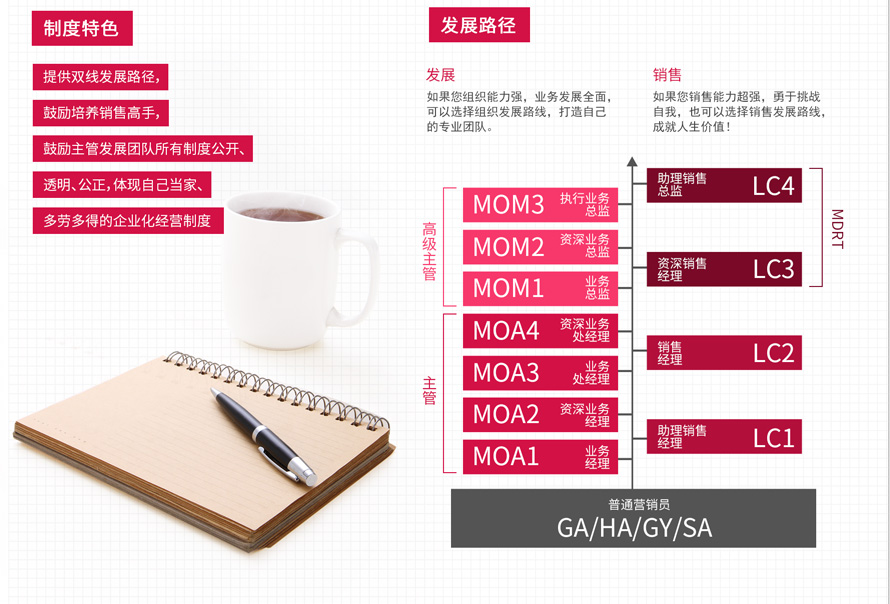 制度特色
提供双线发展路径,
鼓励培养销售高手,
鼓励主管发展团队所有制度公开、
透明、公正,体现自己当家、
多劳多得的企业化经营制度
发展路径
发展
如果您组织能力强,业务发展全面,
可以选择组织发展路线,打造自己
的专业团队。
销售
如果您销售能力超强,勇于挑战
自我,也可以选择销售发展路线,
成就人生价值!
高级主管
MOM3 执行业务
总监
MOM2 资深业务
总监
MOM1 业务
总监
主管
MOA4 资深业务
处经理
MOA3 业务
处经理
MOA2 资深业务
经理
MOA1 业务
经理
助理销售
总监 LC4
资深销售
经理 LC3
MDRT
销售
经理 LC2
助理销售
经理 LC1
普通营销员
GA/HA/GY/SA